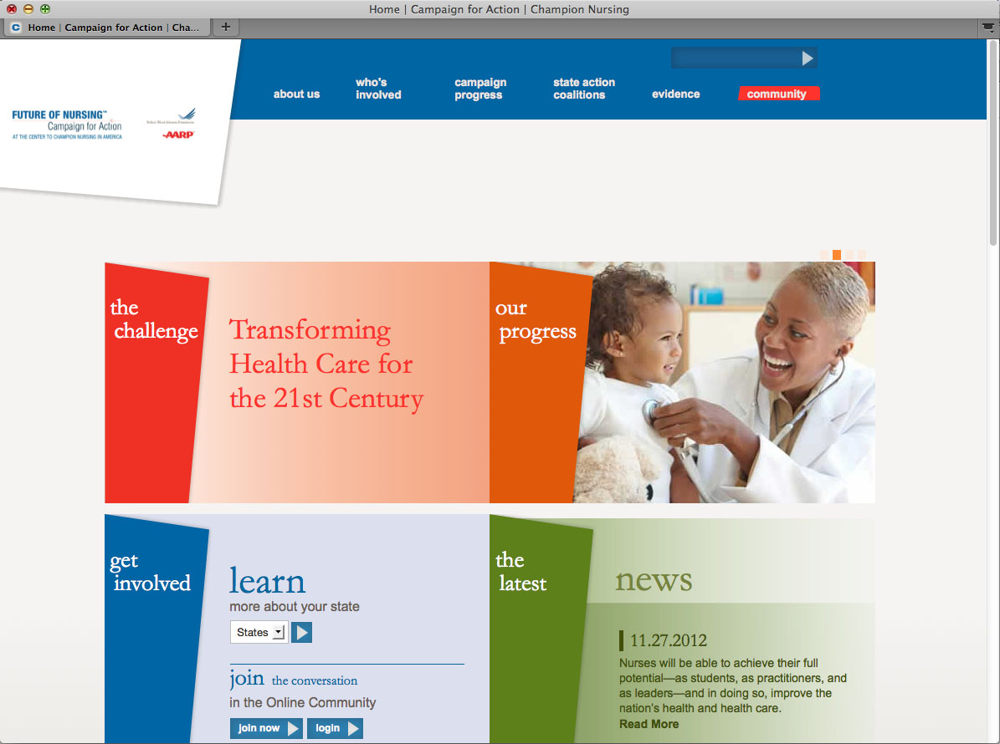 Home | Campaign for Action | Champion Nursing
Home | Campaign for Action | Cha...
about us
who's
involved
campaign
progress
state action
coalitions
evidence
community
FUTURE OF NURSING™
Campaign for Action
AT THE CENTER TO CHAMPION NURSING IN AMERICA
Robert Wood Johnson Foundation
AARP
the
challenge
Transforming
Health Care for
the 21st Century
our
progress
get
involved
learn
more about your state
States
join the conversation
in the Online Community
join now
login
the
latest
news
11.27.2012
Nurses will be able to achieve their full
potential—as students, as practitioners, and
as leaders—and in doing so, improve the
nation's health and health care.
Read More